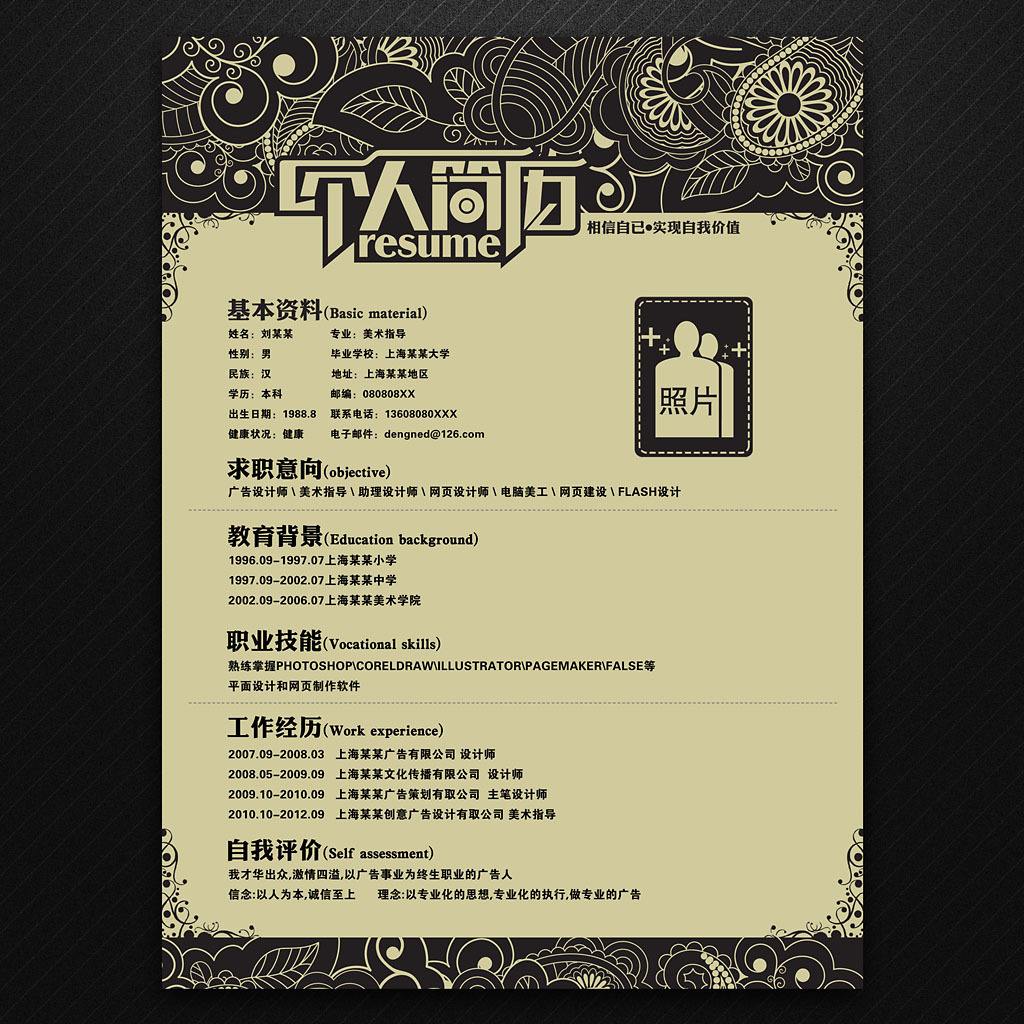 个人简历
resume
相信自己●实现自我价值
基本资料(Basic material)
姓名：刘某某 专业：美术指导
性别：男 毕业学校：上海某某大学
民族：汉 地址：上海某某地区
学历：本科 邮编：080808XX
出生日期：1988.8 联系电话：13608080XXX
健康状况：健康 电子邮件：dengned@126.com
照片
求职意向(objective)
广告设计师 \ 美术指导 \ 助理设计师 \ 网页设计师 \ 电脑美工 \ 网页建设 \ FLASH设计
教育背景(Education background)
1996.09-1997.07上海某某小学
1997.09-2002.07上海某某中学
2002.09-2006.07上海某某美术学院
职业技能(Vocational skills)
熟练掌握PHOTOSHOP\CORELDRAW\ILLUSTRATOR\PAGEMAKER\FALSE等
平面设计和网页制作软件
工作经历(Work experience)
2007.09-2008.03 上海某某广告有限公司 设计师
2008.05-2009.09 上海某某文化传播有限公司 设计师
2009.10-2010.09 上海某某广告策划有取公司 主笔设计师
2010.10-2012.09 上海某某创意广告设计有取公司 美术指导
自我评价(Self assessment)
我才华出众,激情四溢,以广告事业为终生职业的广告人
信念:以人为本,诚信至上 理念:以专业化的思想,专业化的执行,做专业的广告